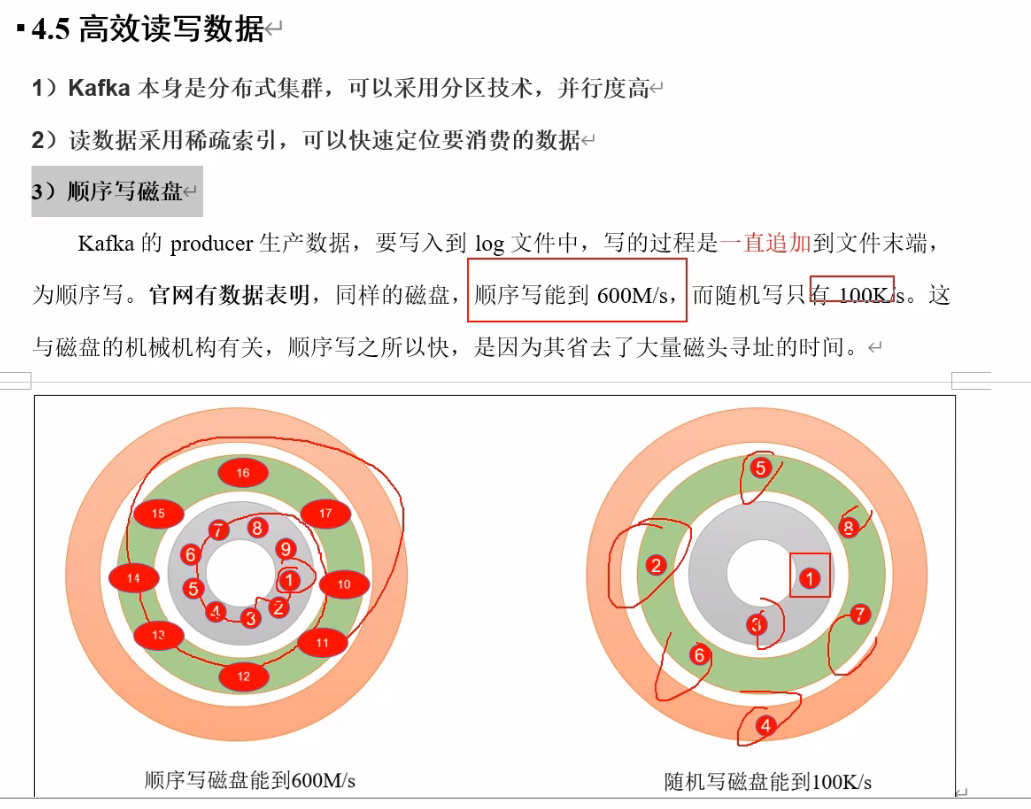 4.5 高效读写数据
1）Kafka 本身是分布式集群，可以采用分区技术，并行度高
2）读数据采用稀疏索引，可以快速定位要消费的数据
3）顺序写磁盘
Kafka 的 producer 生产数据，要写入到 log 文件中，写的过程是一直追加到文件末端，
为顺序写。官网有数据表明，同样的磁盘，顺序写能到 600M/s，而随机写只有 100K/s。这
与磁盘的机械机构有关，顺序写之所以快，是因为其省去了大量磁头寻址的时间。
16
15
17
7
8
6
9
14
1
10
5
4
3
2
13
11
12
5
8
2
1
3
7
6
4
顺序写磁盘能到600M/s
随机写磁盘能到100K/s